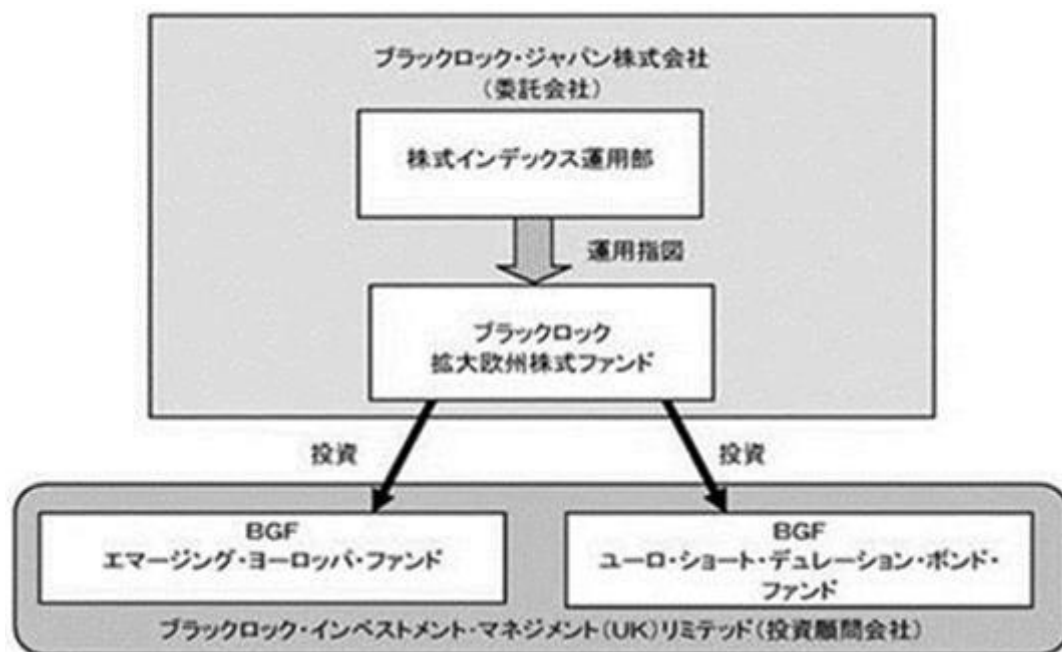 ブラックロック・ジャパン株式会社
(委託会社)
株式インデックス運用部
運用指図
ブラックロック
拡大欧州株式ファンド
投資
投資
BGF
エマージング・ヨーロッパ・ファンド
BGF
ユーロ・ショート・デュレーション・ボンド・
ファンド
ブラックロック・インベストメント・マネジメント(UK)リミテッド(投資顧問会社)